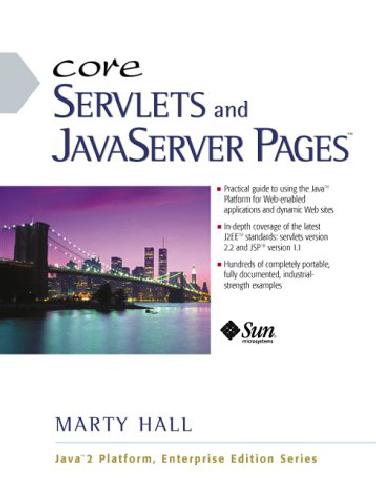 core
SERVLETS and
JAVASERVER PAGES™
▪ Practical guide to using the Java™
Platform for Web-enabled
applications and dynamic Web sites
▪ In-depth coverage of the latest
J2EE™ standards: servlets version
2.2 and JSP™ version 1.1
▪ Hundreds of completely portable,
fully documented, industrial-
strength examples
Sun
microsystems
MARTY HALL
Java™ 2 Platform, Enterprise Edition Series